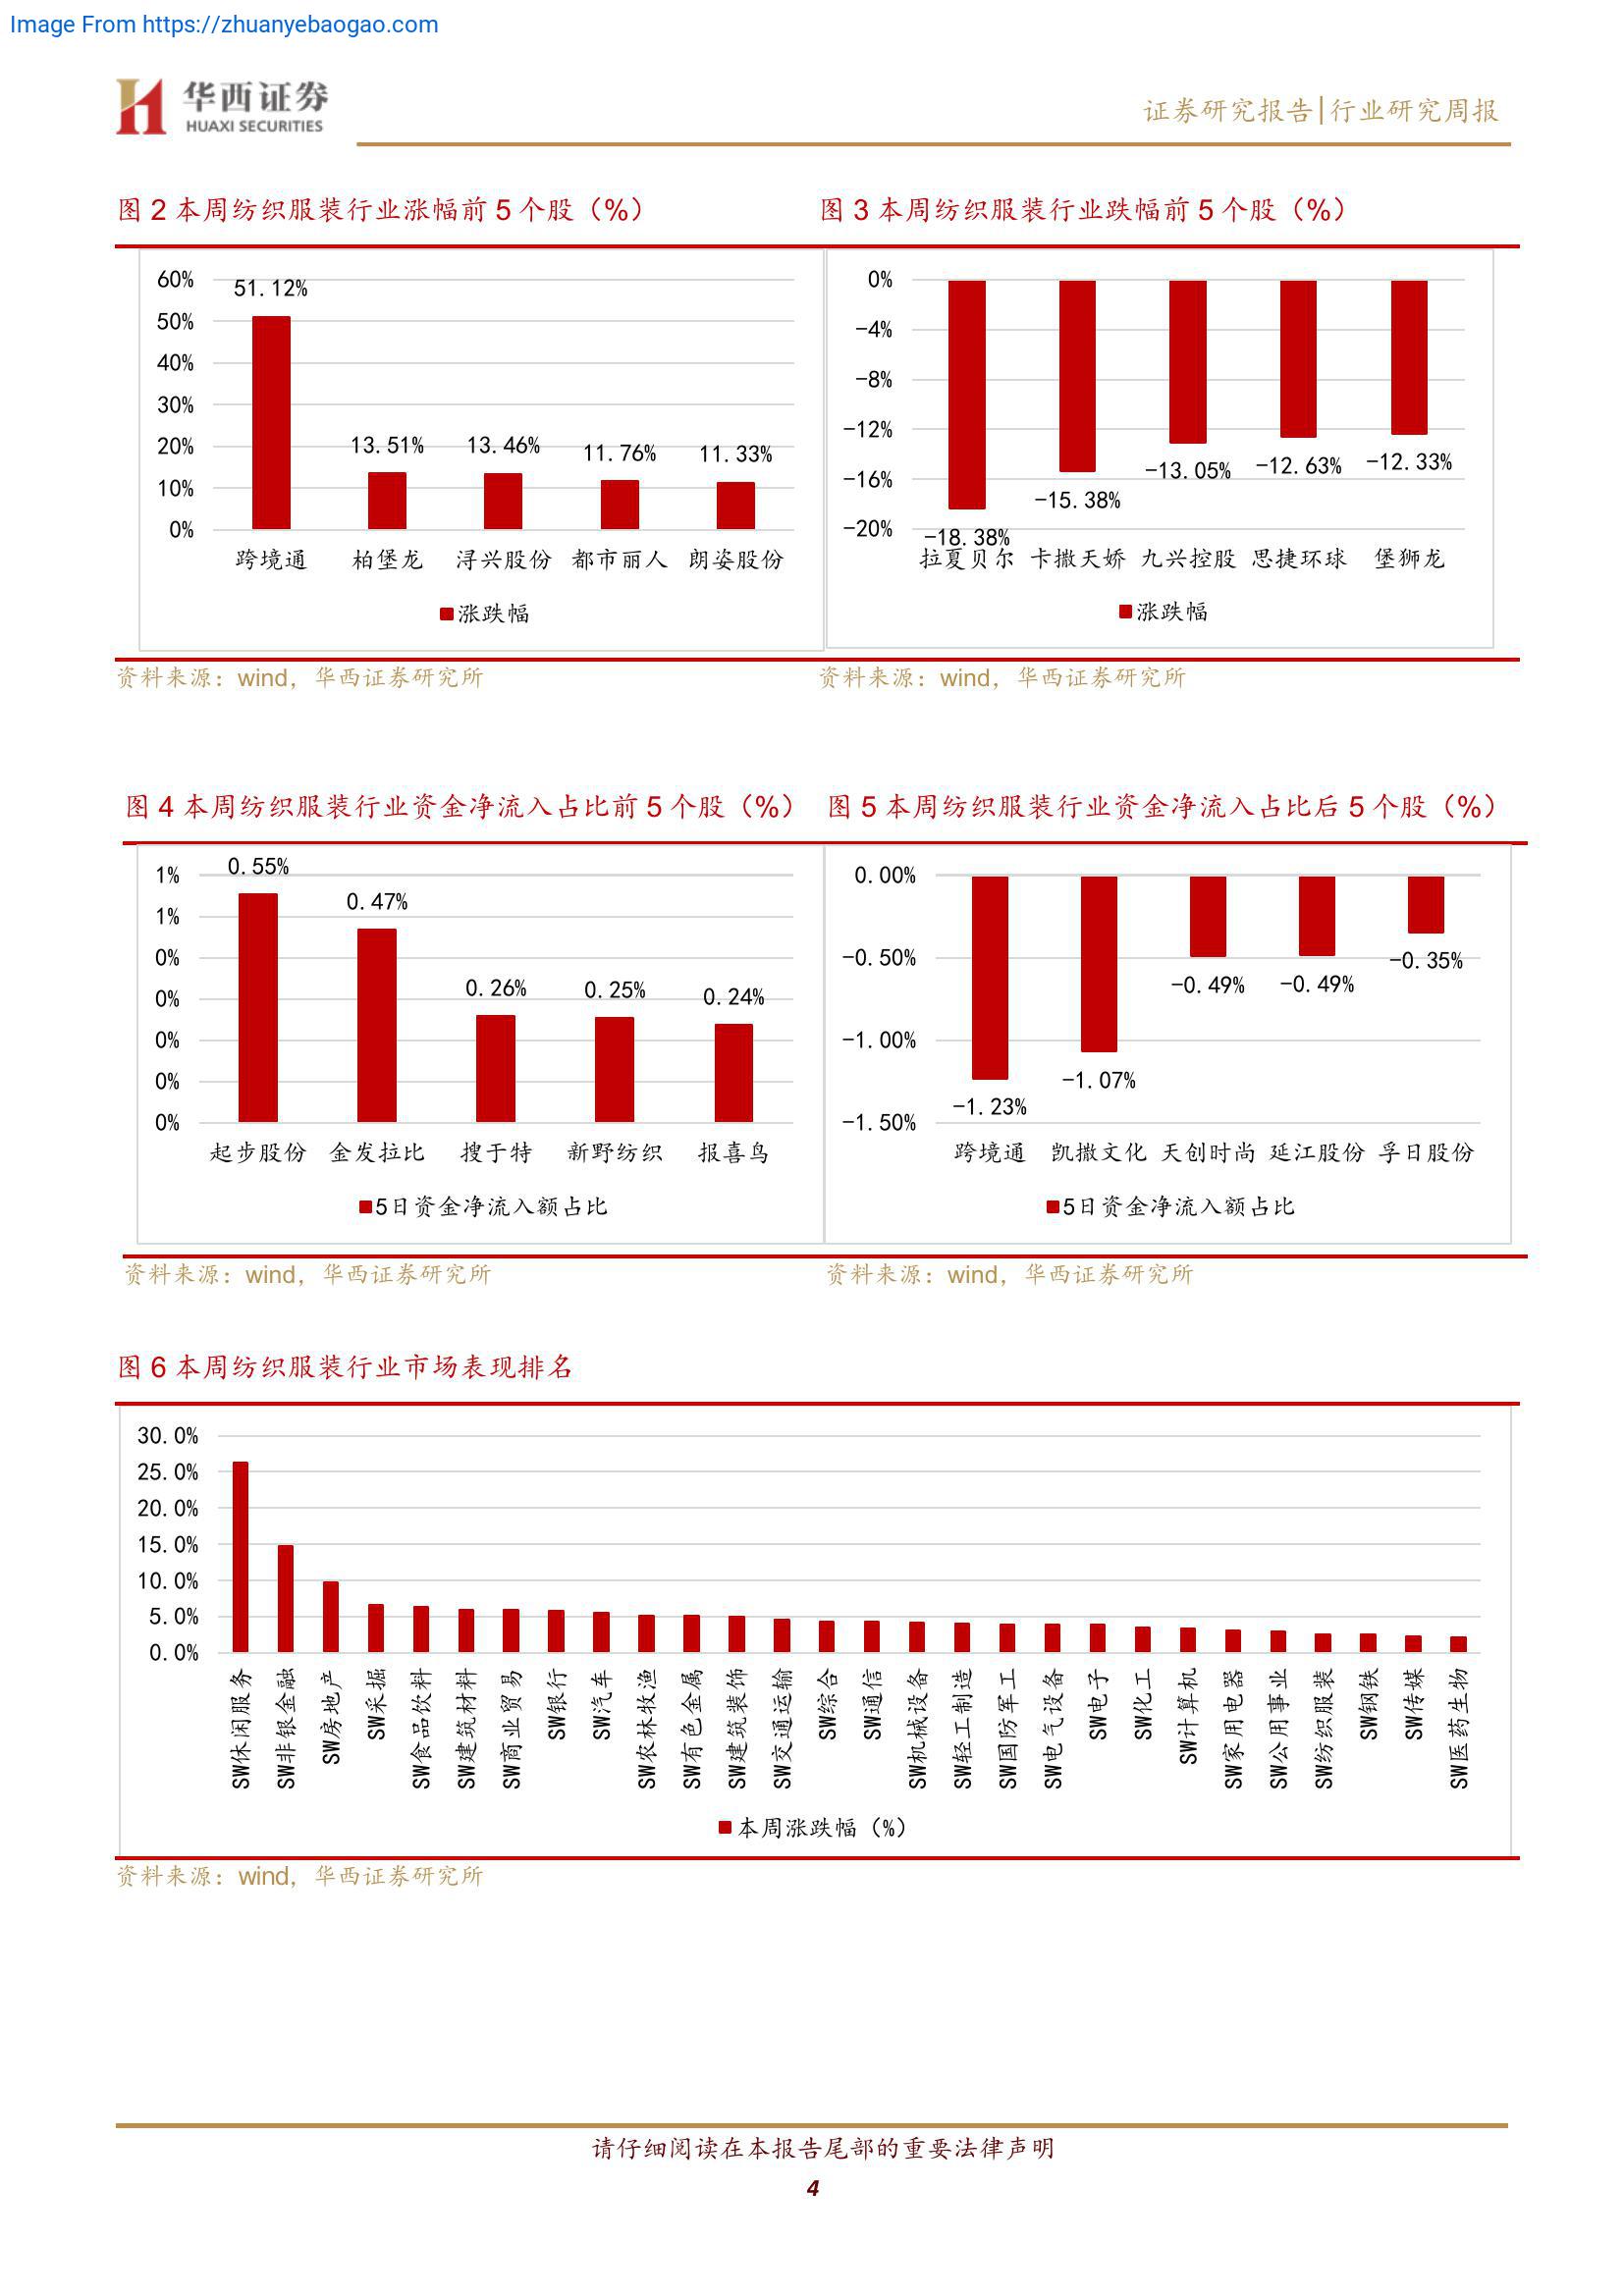 Image From https://zhuanyebaogao.com
华西证券
HUAXI SECURITIES
证券研究报告|行业研究周报
图 2 本周纺织服装行业涨幅前 5 个股（%）
60%
50%
40%
30%
20%
10%
0%
51.12%
13.51%
13.46%
11.76%
11.33%
跨境通 柏堡龙 浔兴股份 都市丽人 朗姿股份
涨跌幅
资料来源：wind，华西证券研究所
图 3 本周纺织服装行业跌幅前 5 个股（%）
0%
-4%
-8%
-12%
-16%
-20%
-18.38%
-15.38%
-13.05%
-12.63%
-12.33%
拉夏贝尔 卡撒天娇 九兴控股 思捷环球 堡狮龙
涨跌幅
资料来源：wind，华西证券研究所
图 4 本周纺织服装行业资金净流入占比前 5 个股（%）
1%
1%
0%
0%
0%
0%
0%
0.55%
0.47%
0.26%
0.25%
0.24%
起步股份 金发拉比 搜于特 新野纺织 报喜鸟
5日资金净流入额占比
资料来源：wind，华西证券研究所
图 5 本周纺织服装行业资金净流入占比后 5 个股（%）
0.00%
-0.50%
-1.00%
-1.50%
-1.23%
-1.07%
-0.49%
-0.49%
-0.35%
跨境通 凯撒文化 天创时尚 延江股份 孚日股份
5日资金净流入额占比
资料来源：wind，华西证券研究所
图 6 本周纺织服装行业市场表现排名
30.0%
25.0%
20.0%
15.0%
10.0%
5.0%
0.0%
SW休闲服务
SW非银金融
SW房地产
SW采掘
SW食品饮料
SW建筑材料
SW商业贸易
SW银行
SW汽车
SW农林牧渔
SW有色金属
SW建筑装饰
SW交通运输
SW综合
SW通信
SW机械设备
SW轻工制造
SW国防军工
SW电气设备
SW电子
SW化工
SW计算机
SW家用电器
SW公用事业
SW纺织服装
SW钢铁
SW传媒
SW医药生物
本周涨跌幅（%）
资料来源：wind，华西证券研究所
请仔细阅读在本报告尾部的重要法律声明
4